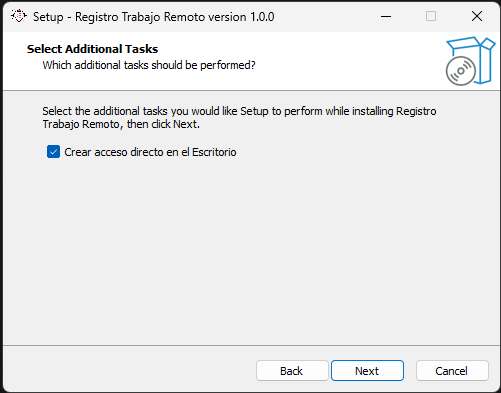 Setup - Registro Trabajo Remoto version 1.0.0
Select Additional Tasks
Which additional tasks should be performed?
Select the additional tasks you would like Setup to perform while installing Registro
Trabajo Remoto, then click Next.
Crear acceso directo en el Escritorio
Back Next Cancel